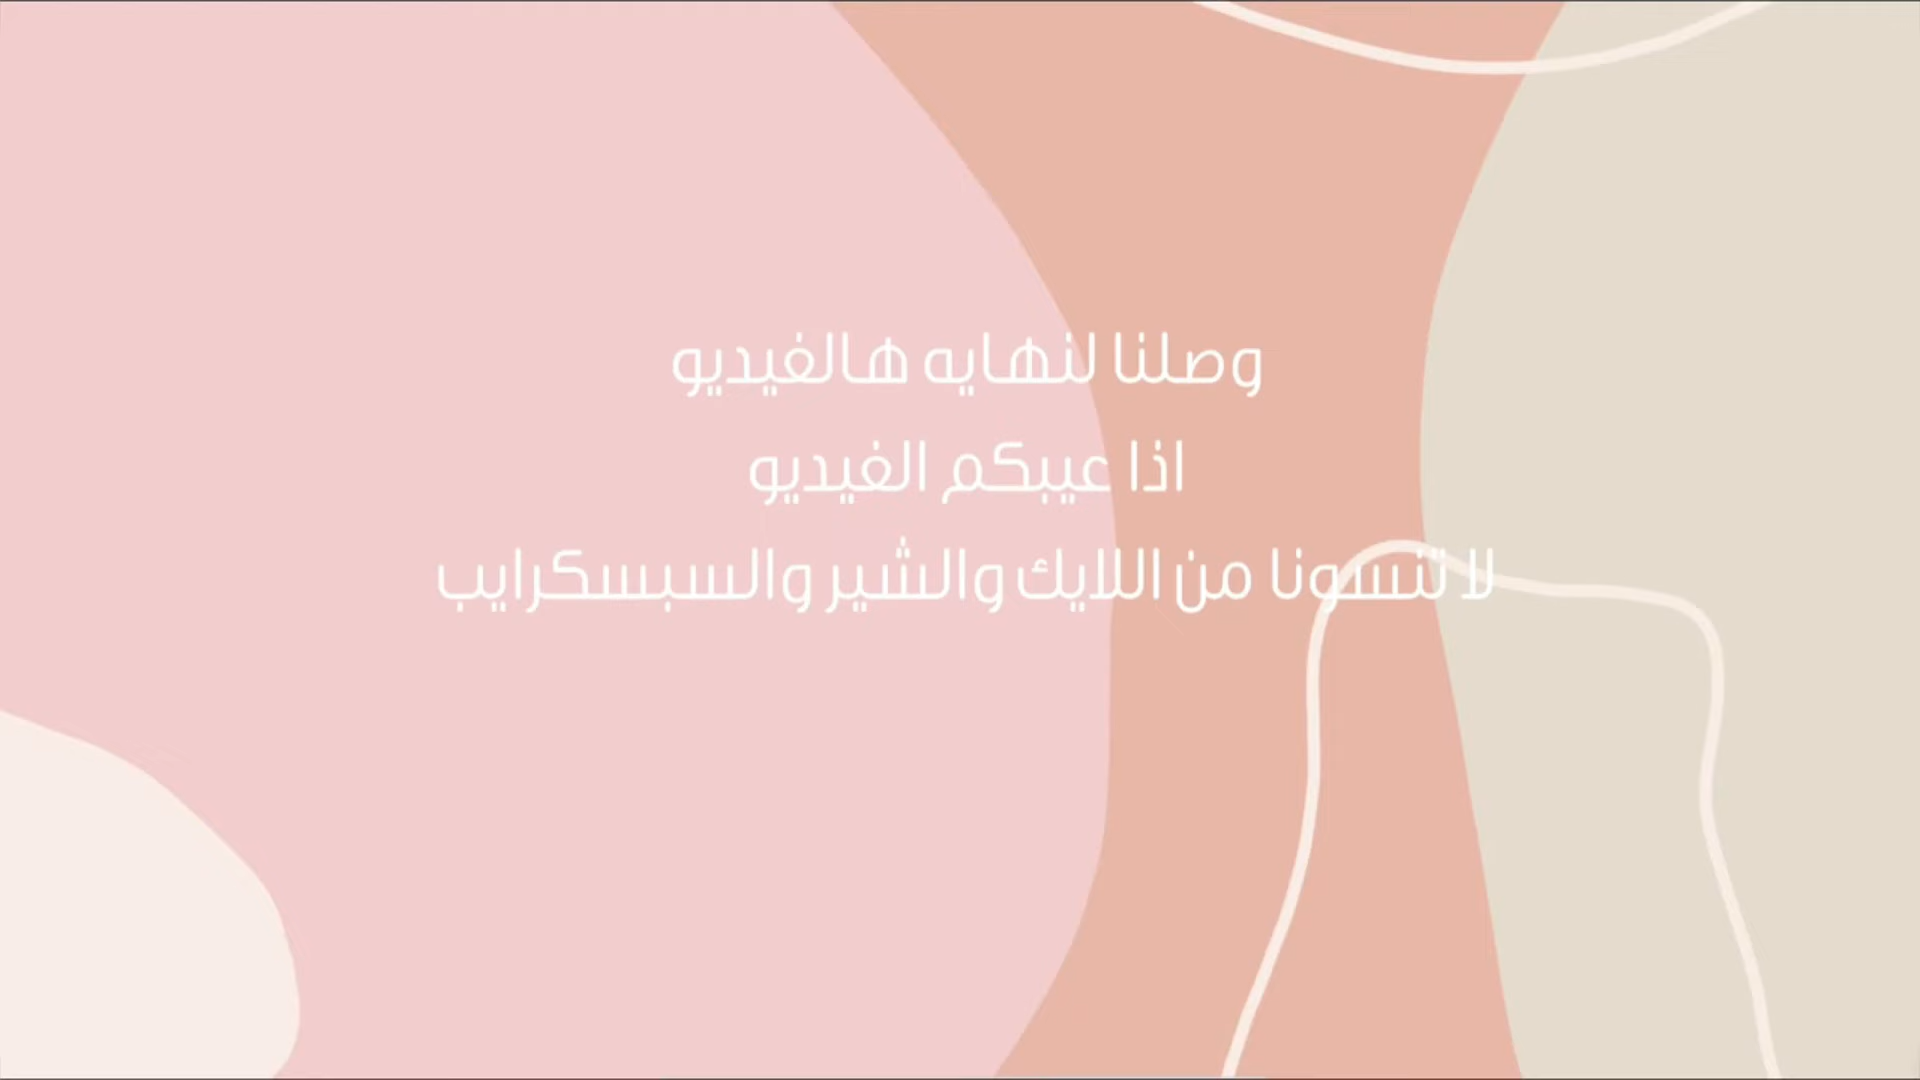 وصلنا لنهايه هالفيديو
اذا عيبكم الفيديو
لا تنسونا من اللايك والشير والسبسكرايب